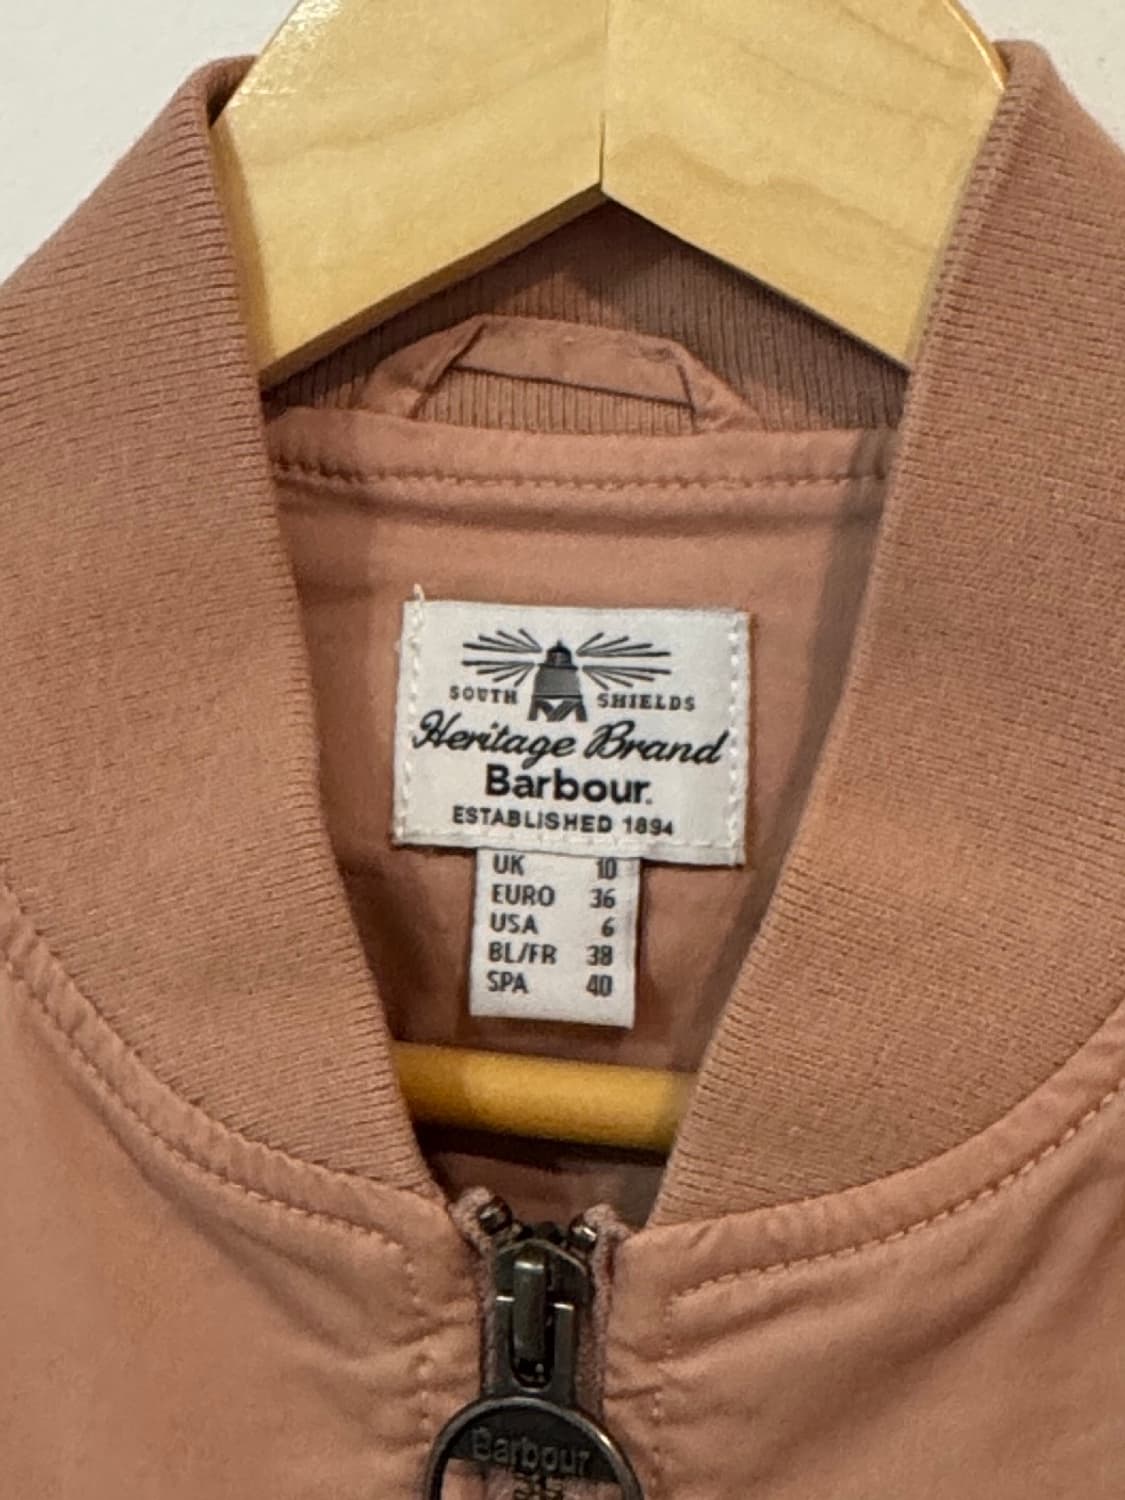 SOUTH SHIELDS
Heritage Brand
Barbour.
ESTABLISHED 1894
UK 10
EURO 36
USA 6
BL/FR 38
SPA 40
Barbour